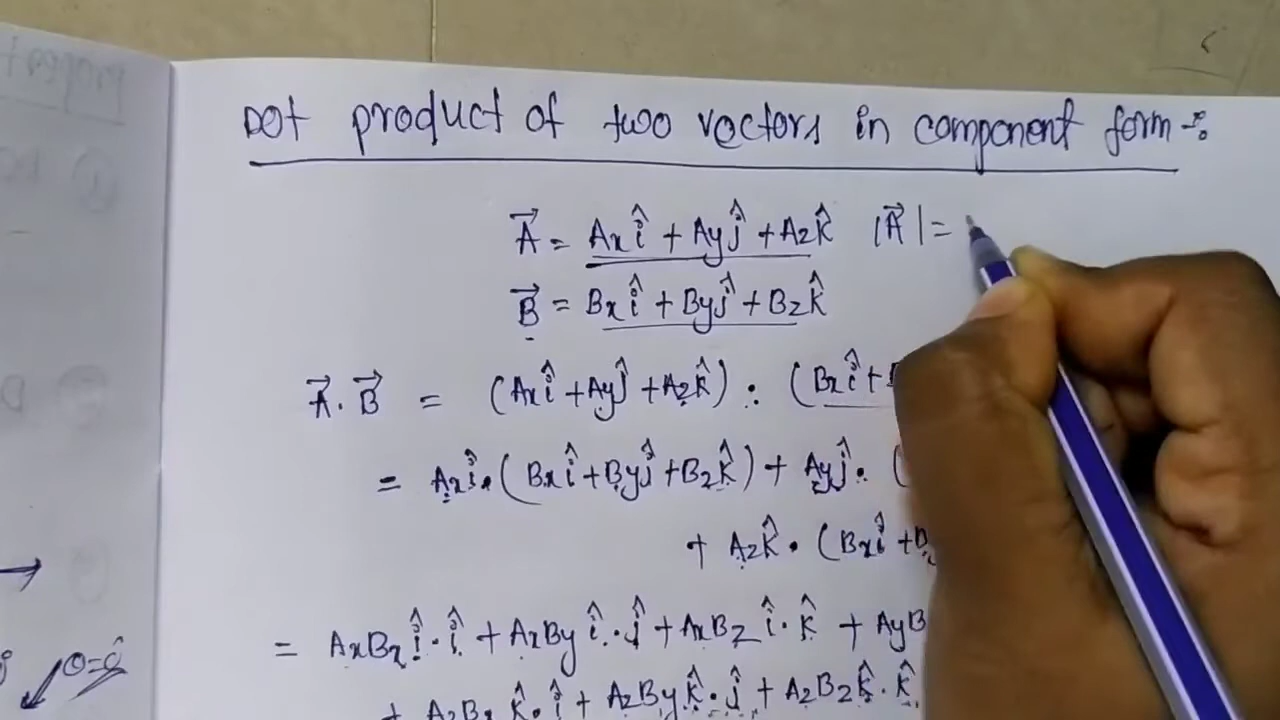 DOT product of two vectors in component form -:
A⃗ = Axî + Ayĵ + Azk̂ |A⃗| =
B⃗ = Bxî + Byĵ + Bzk̂
A⃗ . B⃗ = (Axî + Ayĵ + Azk̂) . (Bxî +
= Axî . (Bxî + Byĵ + Bzk̂) + Ayĵ . (
+ Azk̂ . (Bxî + B
= AxBx î . î + AxBy î . ĵ + AxBz î . k̂ + AyB
+ AzBx k̂ . î + AzBy k̂ . ĵ + AzBz k̂ . k̂